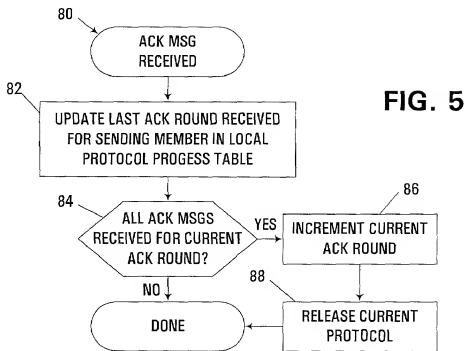 80
ACK MSG
RECEIVED
82
FIG. 5
UPDATE LAST ACK ROUND RECEIVED
FOR SENDING MEMBER IN LOCAL
PROTOCOL PROGESS TABLE
84
86
ALL ACK MSGS
RECEIVED FOR CURRENT
ACK ROUND?
YES
INCREMENT CURRENT
ACK ROUND
NO
88
DONE
RELEASE CURRENT
PROTOCOL